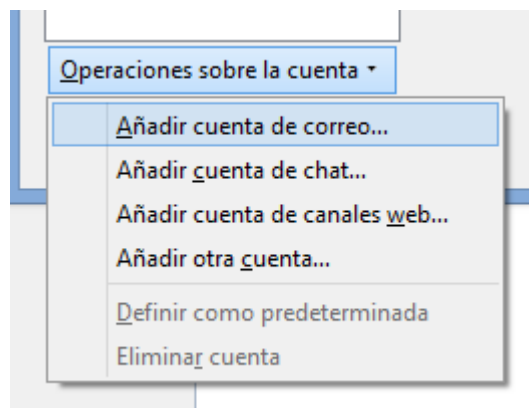 Operaciones sobre la cuenta
Añadir cuenta de correo...
Añadir cuenta de chat...
Añadir cuenta de canales web...
Añadir otra cuenta...
Definir como predeterminada
Eliminar cuenta